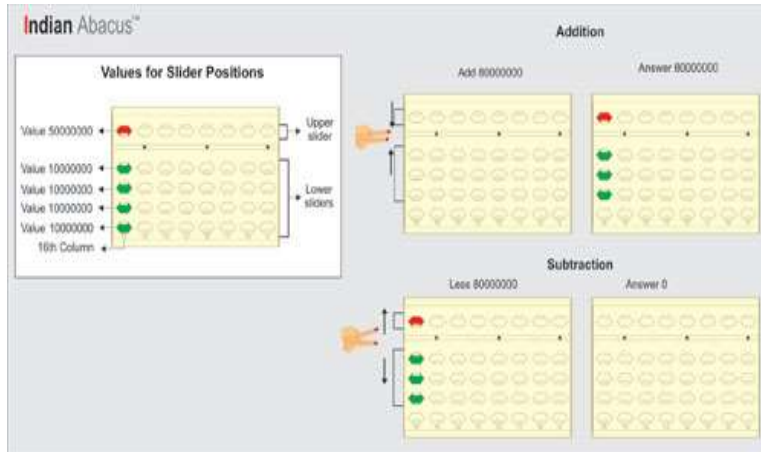 Indian Abacus™
Values for Slider Positions
Value 50000000
Upper slider
Value 10000000
Value 10000000
Value 10000000
Value 10000000
Lower sliders
16th Column
Addition
Add 80000000
Answer 80000000
Subtraction
Less 80000000
Answer 0